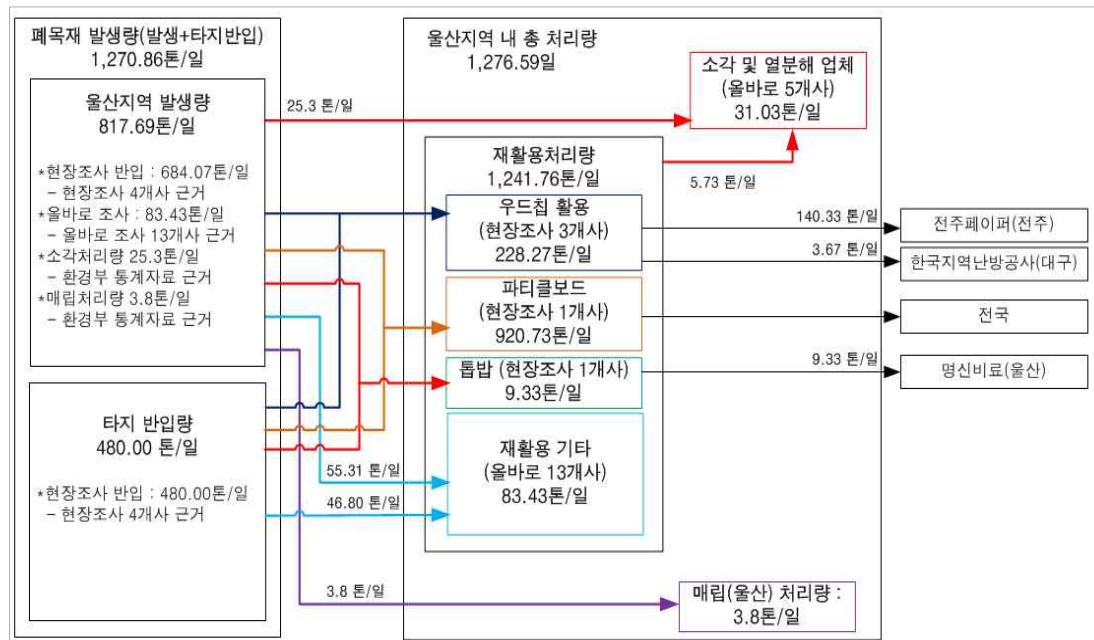 폐목재 발생량(발생+타지반입)
1,270.86톤/일
울산지역 발생량
817.69톤/일
*현장조사 반입 : 684.07톤/일
- 현장조사 4개사 근거
*올바로 조사 : 83.43톤/일
- 올바로 조사 13개사 근거
*소각처리량 25.3톤/일
- 환경부 통계자료 근거
*매립처리량 3.8톤/일
- 환경부 통계자료 근거
타지 반입량
480.00 톤/일
*현장조사 반입 : 480.00톤/일
- 현장조사 4개사 근거
25.3 톤/일
55.31 톤/일
46.80 톤/일
3.8 톤/일
울산지역 내 총 처리량
1,276.59일
소각 및 열분해 업체
(올바로 5개사)
31.03톤/일
재활용처리량
1,241.76톤/일
5.73 톤/일
우드칩 활용
(현장조사 3개사)
228.27톤/일
파티클보드
(현장조사 1개사)
920.73톤/일
톱밥 (현장조사 1개사)
9.33톤/일
재활용 기타
(올바로 13개사)
83.43톤/일
매립(울산) 처리량 :
3.8톤/일
140.33 톤/일
전주페이퍼(전주)
3.67 톤/일
한국지역난방공사(대구)
전국
9.33 톤/일
명신비료(울산)